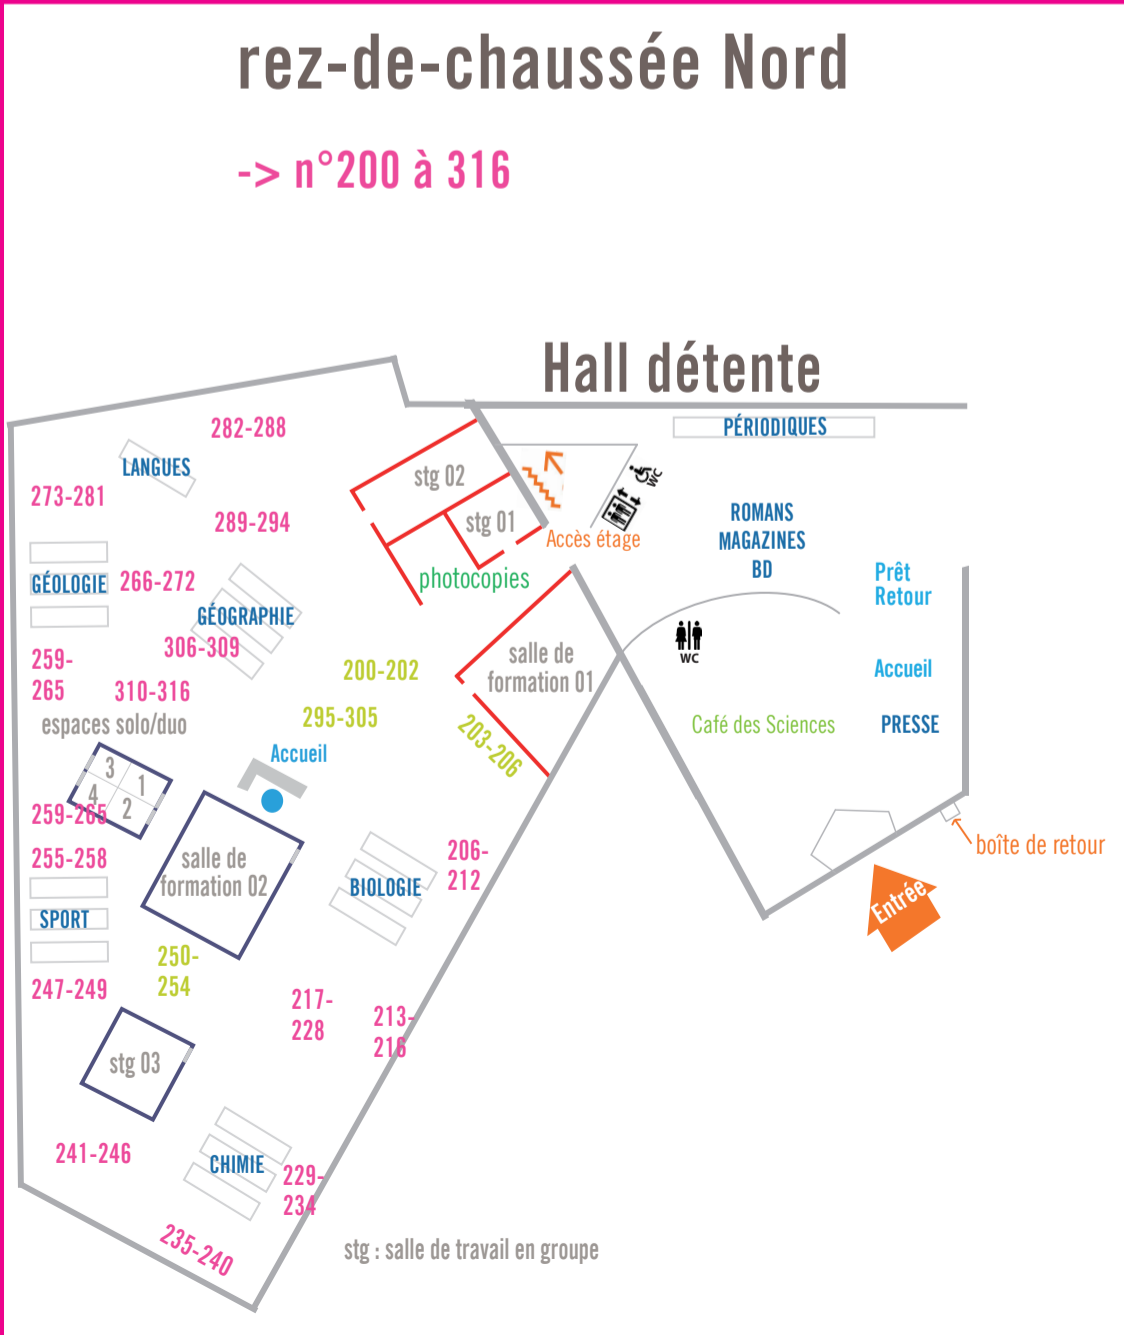 rez-de-chaussée Nord
-> n°200 à 316
Hall détente
PÉRIODIQUES
282-288
LANGUES
273-281
289-294
stg 02
stg 01
WC
Accès étage
ROMANS
MAGAZINES
BD
Prêt
Retour
photocopies
GÉOLOGIE
266-272
GÉOGRAPHIE
306-309
259-
265
310-316
espaces solo/duo
200-202
295-305
203-206
salle de
formation 01
WC
Accueil
Café des Sciences
PRESSE
Accueil
3
1
4
2
259-265
255-258
salle de
formation 02
BIOLOGIE
206-
212
boîte de retour
Entrée
SPORT
250-
254
247-249
217-
228
213-
216
stg 03
241-246
CHIMIE
229-
234
235-240
stg : salle de travail en groupe